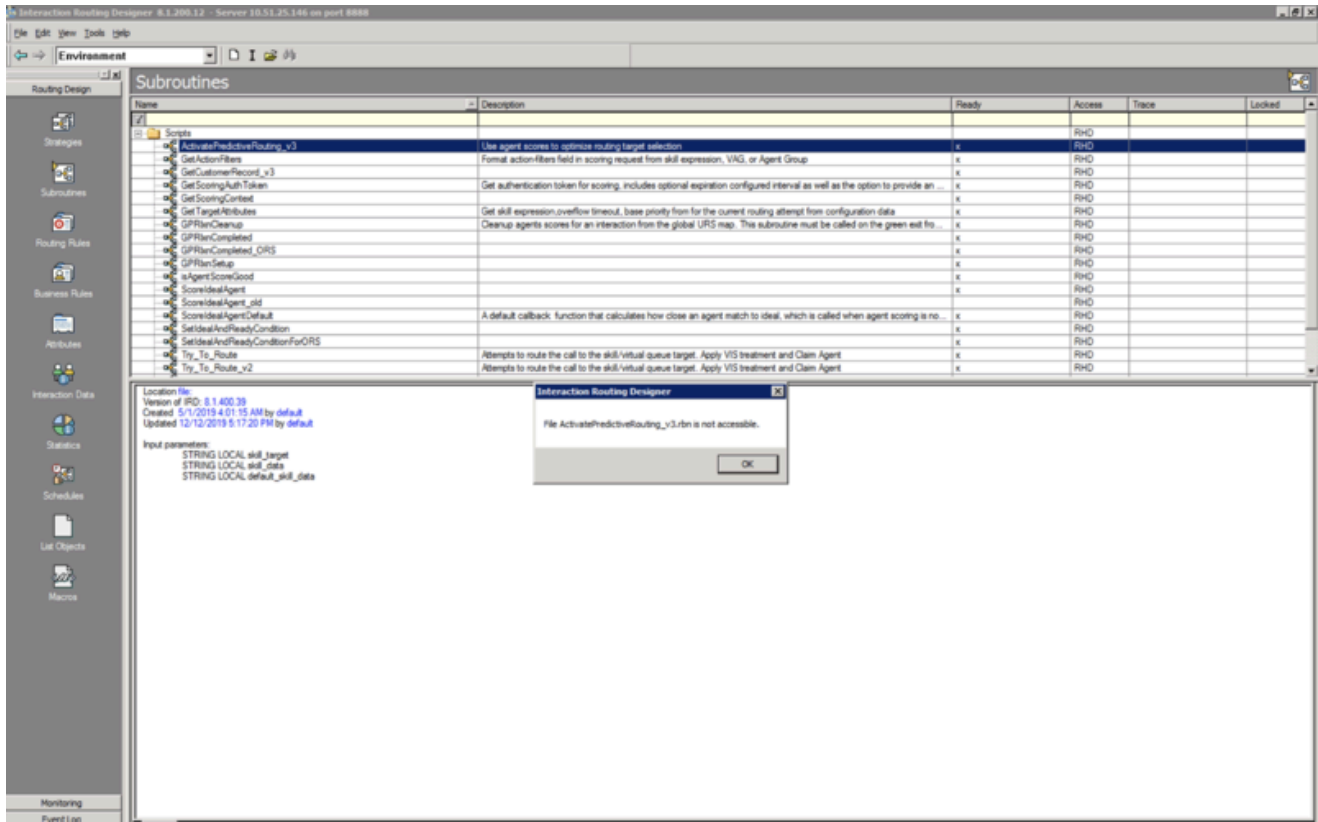 Interaction Routing Designer 8.1.200.12 - Server 10.51.25.146 on port 8888
File Edit View Tools Help
Environment
Routing Design
Subroutines
Name Description Ready Access Trace Locked
Scripts RHD
ActivatePredictiveRouting_v3 Use agent scores to optimize routing target selection x RHD
GetActionFilters Format action-filters field in scoring request from skill expression, VAG, or Agent Group x RHD
GetCustomerRecord_v3 x RHD
GetScoringAuthToken Get authentication token for scoring, includes optional expiration configured interval as well as the option to provide an ... x RHD
GetScoringContext x RHD
GetTargetAttributes Get skill expression,overflow timeout, base priority from for the current routing attempt from configuration data x RHD
GPRIxnCleanup Cleanup agents scores for an interaction from the global URS map. This subroutine must be called on the green exit fro... x RHD
GPRIxnCompleted x RHD
GPRIxnCompleted_ORS x RHD
GPRIxnSetup x RHD
isAgentScoreGood x RHD
ScoreIdealAgent x RHD
ScoreIdealAgent_old RHD
ScoreIdealAgentDefault A default callback function that calculates how close an agent match to ideal, which is called when agent scoring is no... x RHD
SetIdealAndReadyCondition x RHD
SetIdealAndReadyConditionForORS x RHD
Try_To_Route Attempts to route the call to the skill/virtual queue target. Apply VIS treatment and Claim Agent x RHD
Try_To_Route_v2 Attempts to route the call to the skill/virtual queue target. Apply VIS treatment and Claim Agent x RHD
Strategies
Subroutines
Routing Rules
Business Rules
Attributes
Interaction Data
Statistics
Schedules
List Objects
Macros
Monitoring
Event Log
Location file:
Version of IRD: 8.1.400.39
Created 5/1/2019 4:01:15 AM by default
Updated 12/12/2019 5:17:20 PM by default
Input parameters:
STRING LOCAL skill_target
STRING LOCAL skill_data
STRING LOCAL default_skill_data
Interaction Routing Designer
File ActivatePredictiveRouting_v3.rbn is not accessible.
OK